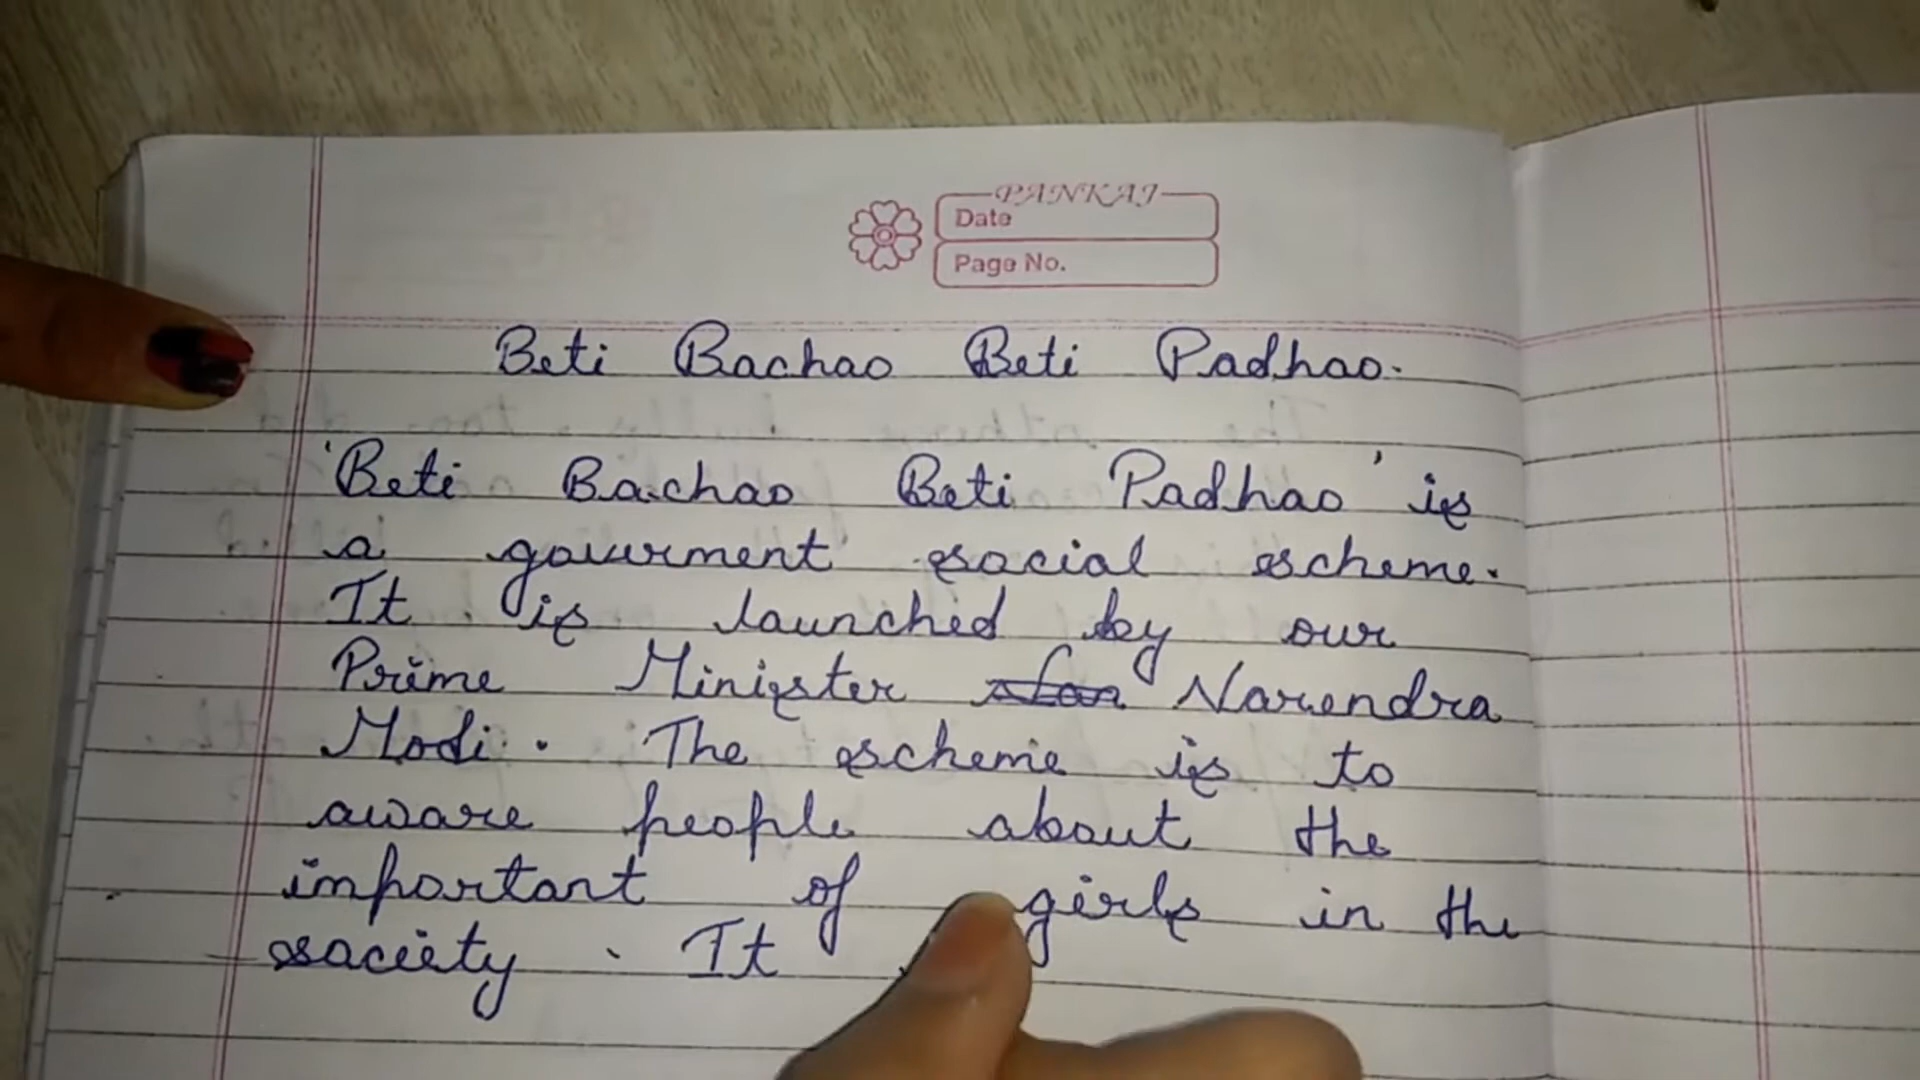 PANKAJ
Date
Page No.
Beti Bachao Beti Padhao.
'Beti Bachao Beti Padhao' is
a gouurment social scheme.
It is launched by our
Prime Minister Narendra
Modi. The scheme is to
aware people about the
important of girls in the
society. It